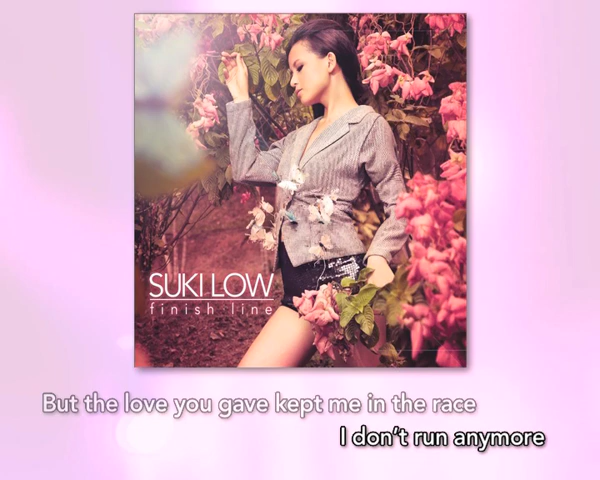 SUKI LOW
finish line
But the love you gave kept me in the race
I don't run anymore